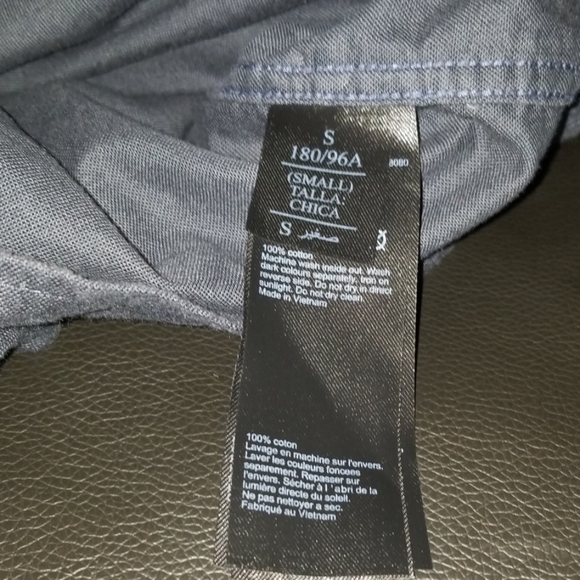 S
180/96A
(SMALL)
TALLA:
CHICA
S صغير
100% cotton
Machine wash inside out. Wash
dark colours separately. Iron on
reverse side. Do not dry in direct
sunlight. Do not dry clean.
Made in Vietnam
100% coton
Lavage en machine sur l'envers.
Laver les couleurs foncees
separement. Repasser sur
l'envers. Sécher à l'abri de la
lumière directe du soleil.
Ne pas nettoyer a sec.
Fabriqué au Vietnam